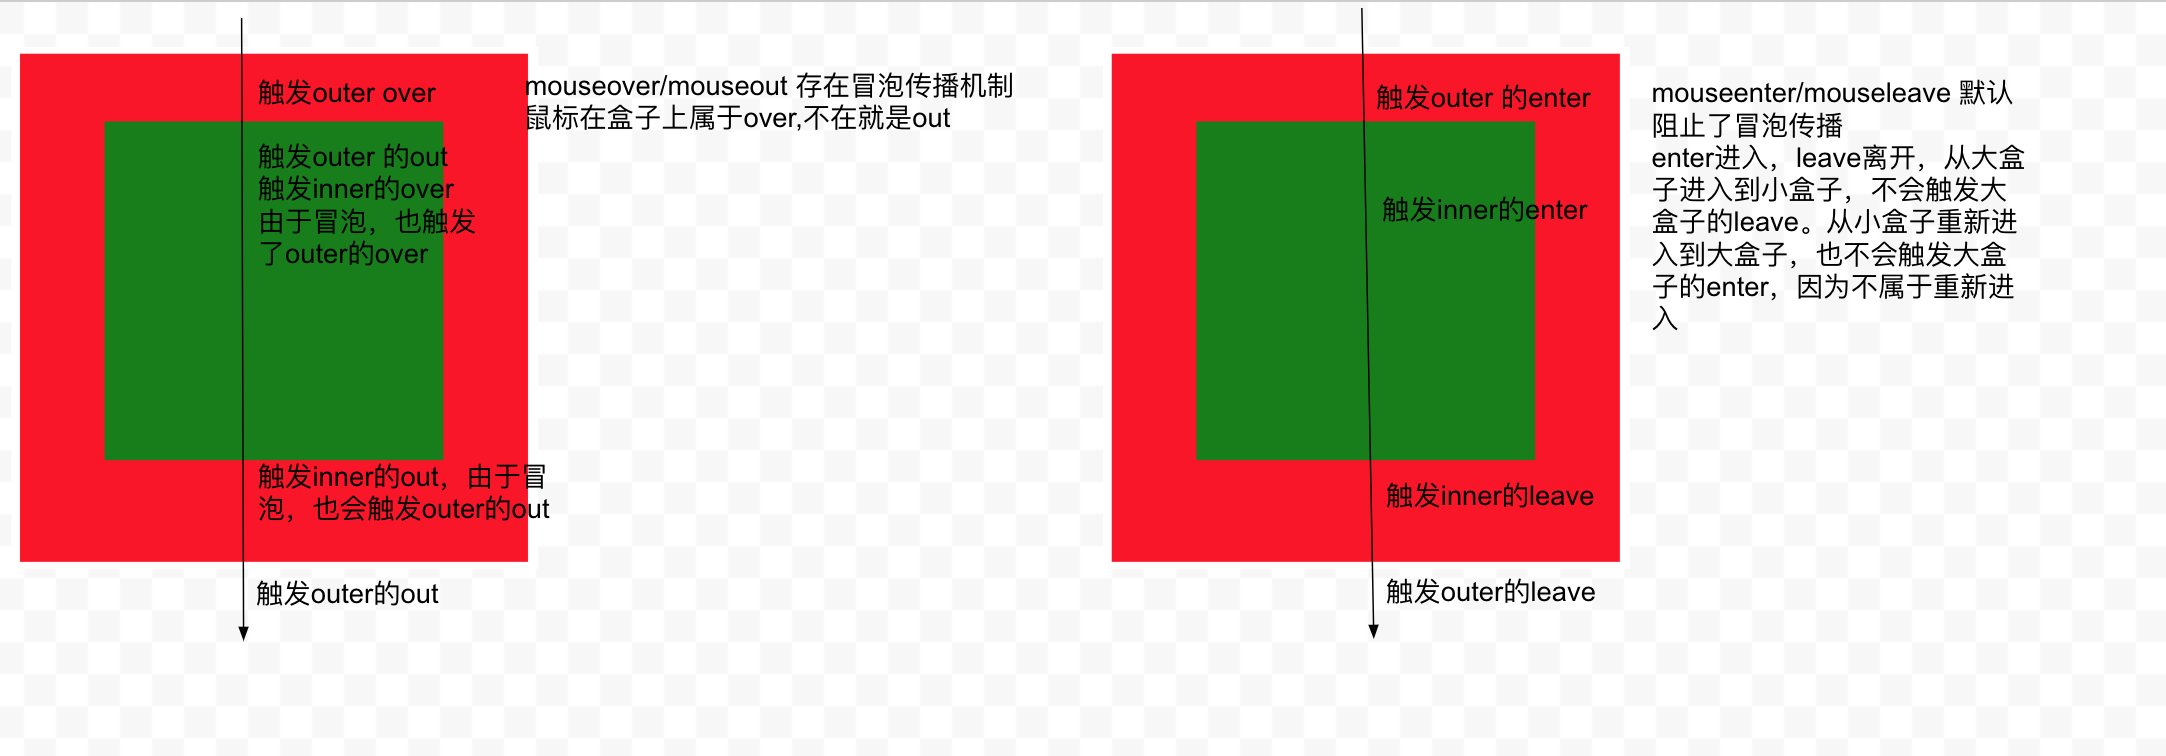 触发outer over
触发outer 的out
触发inner的over
由于冒泡，也触发
了outer的over
触发inner的out，由于冒
泡，也会触发outer的out
触发outer的out
mouseover/mouseout 存在冒泡传播机制
鼠标在盒子上属于over,不在就是out
触发outer 的enter
触发inner的enter
触发inner的leave
触发outer的leave
mouseenter/mouseleave 默认
阻止了冒泡传播
enter进入，leave离开，从大盒
子进入到小盒子，不会触发大
盒子的leave。从小盒子重新进
入到大盒子，也不会触发大盒
子的enter，因为不属于重新进
入